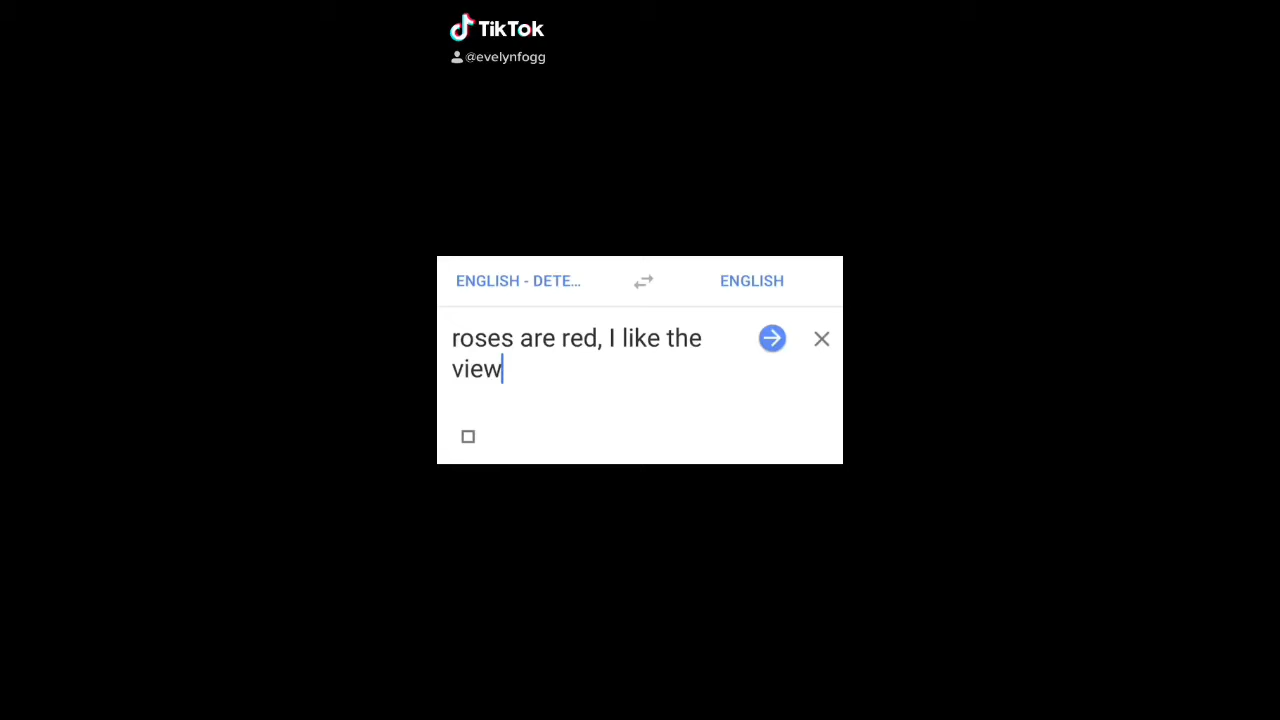 TikTok
@evelynfogg
ENGLISH - DETE...
ENGLISH
roses are red, I like the
view